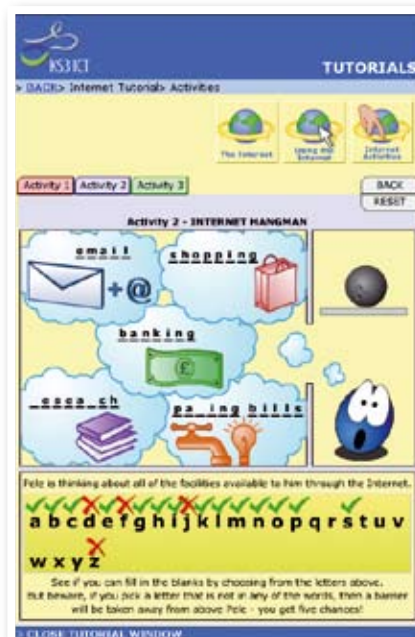 KS3ICT
TUTORIALS
> BACK> Internet Tutorial> Activities
The Internet
Using the Internet
Internet Activities
Activity 1 Activity 2 Activity 3
BACK
RESET
Activity 2 - INTERNET HANGMAN
email
shopping
+@
banking
£
_esea_ch
pa_ing bills
Pele is thinking about all of the facilities available to him through the Internet.
a b c d e f g h i j k l m n o p q r s t u v
w x y z
See if you can fill in the blanks by choosing from the letters above.
But beware, if you pick a letter that is not in any of the words, then a banner
will be taken away from above Pele - you get five chances!
> CLOSE TUTORIAL WINDOW